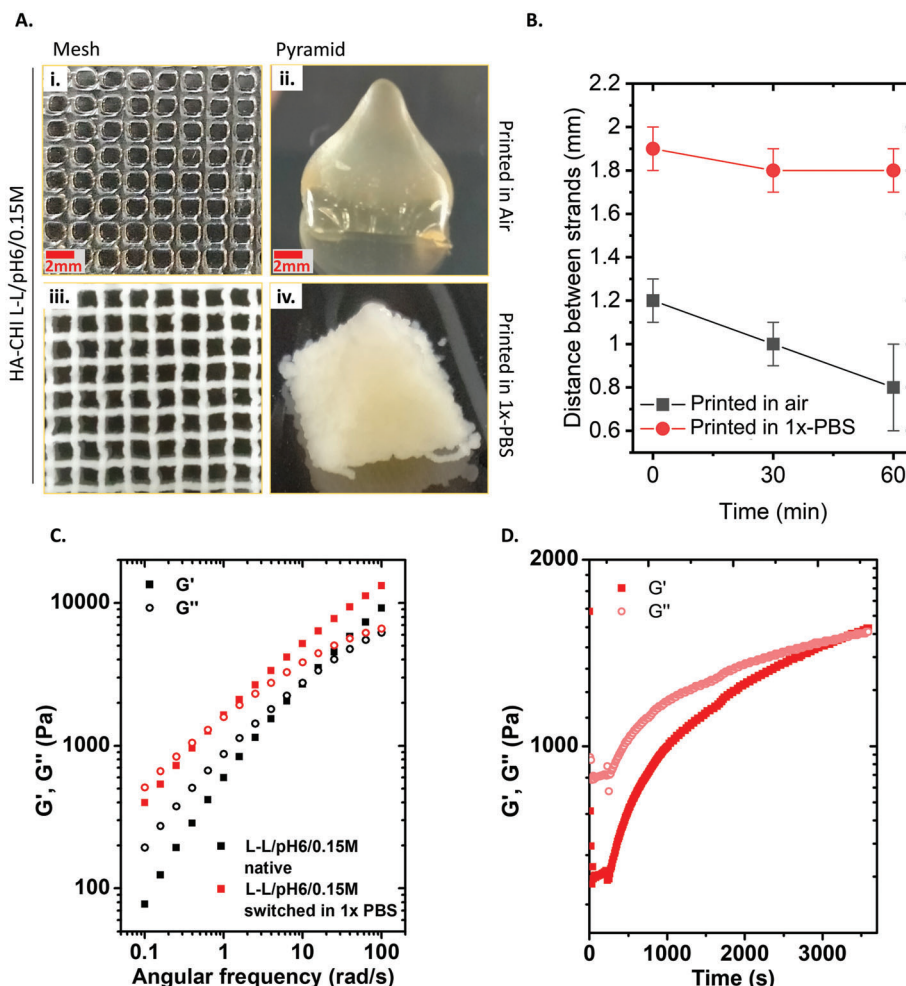 A.
Mesh
Pyramid
HA-CHI L-L/pH6/0.15M
i.
2mm
ii.
2mm
Printed in Air
iii.
iv.
Printed in 1x-PBS
B.
Distance between strands (mm)
2.2
2.0
1.8
1.6
1.4
1.2
1.0
0.8
0.6
Printed in air
Printed in 1x-PBS
0
30
60
Time (min)
C.
G', G'' (Pa)
10000
1000
100
G'
G''
L-L/pH6/0.15M
native
L-L/pH6/0.15M
switched in 1x PBS
0.1
1
10
100
Angular frequency (rad/s)
D.
G', G'' (Pa)
2000
1000
G'
G''
0
1000
2000
3000
Time (s)